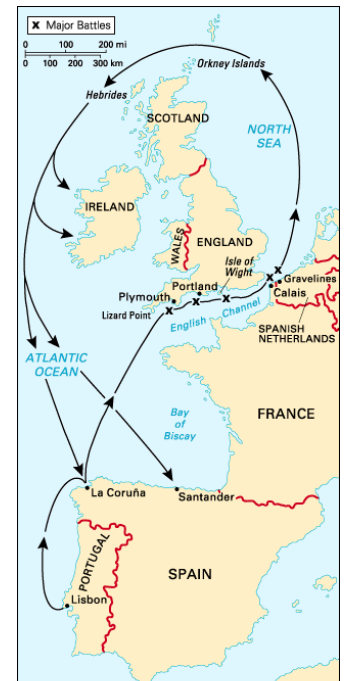 x Major Battles
0 100 200 mi
0 100 200 300 km
Orkney Islands
Hebrides
SCOTLAND
NORTH
SEA
IRELAND
WALES
ENGLAND
Isle of
Wight
Portland
Plymouth
Gravelines
Calais
Lizard Point
English Channel
SPANISH
NETHERLANDS
ATLANTIC
OCEAN
Bay
of
Biscay
FRANCE
La Coruña
Santander
PORTUGAL
SPAIN
Lisbon